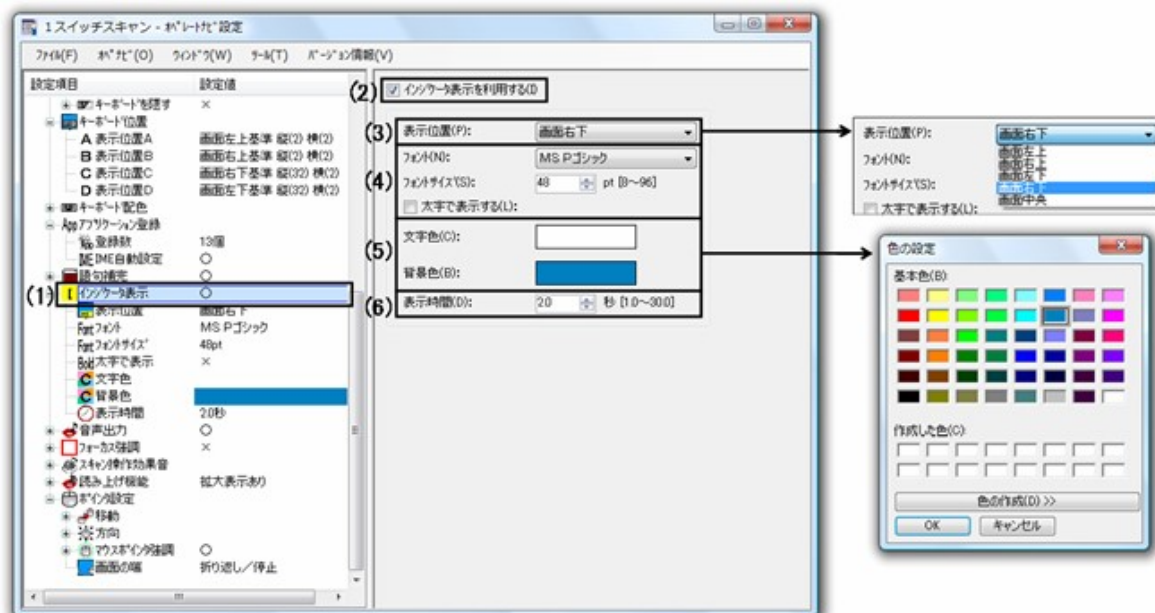 1スイッチスキャン - オペレートナビ設定
ファイル(F) オペナビ(O) ウィンドウ(W) ツール(T) バージョン情報(V)
設定項目 設定値
キーボードを隠す ×
キーボード位置
A 表示位置A 画面左上基準 縦(2) 横(2)
B 表示位置B 画面右上基準 縦(2) 横(2)
C 表示位置C 画面右下基準 縦(32) 横(2)
D 表示位置D 画面左下基準 縦(32) 横(2)
キーボード配色
App アプリケーション登録
App 登録数 13個
IME自動設定 ○
語句補完 ○
(1) インジケータ表示 ○
表示位置 画面右下
Font フォント MS Pゴシック
Font フォントサイズ 48pt
Bold 太字で表示 ×
C 文字色
C 背景色
表示時間 2.0秒
音声出力 ○
フォーカス強調 ×
スキャン操作効果音
読み上げ機能 拡大表示あり
ポインタ設定
移動
方向
マウスポインタ強調 ○
画面の端 折り返し/停止
(2) インジケータ表示を利用する(I)
(3) 表示位置(P): 画面右下
(4) フォント(N): MS Pゴシック
フォントサイズ(S): 48 pt [8~96]
太字で表示する(L):
(5) 文字色(C):
背景色(B):
(6) 表示時間(D): 2.0 秒 [1.0~30.0]
表示位置(P): 画面右下
フォント(N):
フォントサイズ(S):
太字で表示する(L):
画面左上
画面右上
画面左下
画面右下
画面中央
色の設定
基本色(B):
作成した色(C):
色の作成(D) >>
OK キャンセル